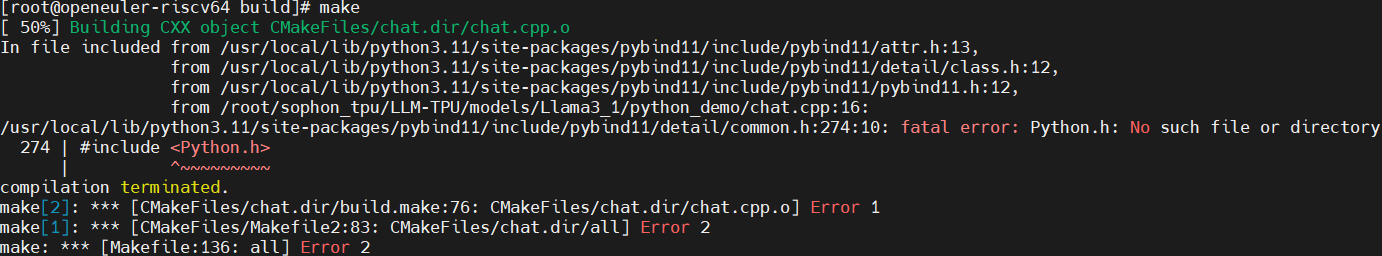 [root@openeuler-riscv64 build]# make
[ 50%] Building CXX object CMakeFiles/chat.dir/chat.cpp.o
In file included from /usr/local/lib/python3.11/site-packages/pybind11/include/pybind11/attr.h:13,
                 from /usr/local/lib/python3.11/site-packages/pybind11/include/pybind11/detail/class.h:12,
                 from /usr/local/lib/python3.11/site-packages/pybind11/include/pybind11/pybind11.h:12,
                 from /root/sophon_tpu/LLM-TPU/models/Llama3_1/python_demo/chat.cpp:16:
/usr/local/lib/python3.11/site-packages/pybind11/include/pybind11/detail/common.h:274:10: fatal error: Python.h: No such file or directory
  274 | #include <Python.h>
      |          ^~~~~~~~~~
compilation terminated.
make[2]: *** [CMakeFiles/chat.dir/build.make:76: CMakeFiles/chat.dir/chat.cpp.o] Error 1
make[1]: *** [CMakeFiles/Makefile2:83: CMakeFiles/chat.dir/all] Error 2
make: *** [Makefile:136: all] Error 2